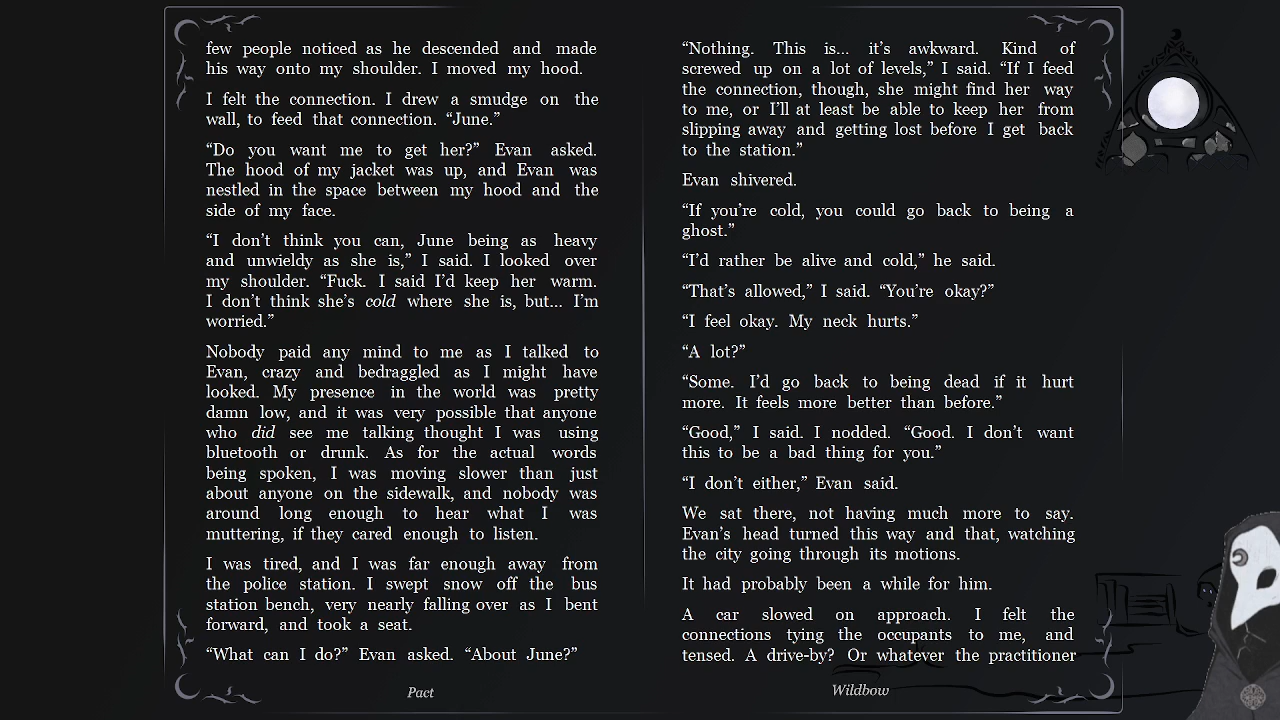 few people noticed as he descended and made
his way onto my shoulder. I moved my hood.
I felt the connection. I drew a smudge on the
wall, to feed that connection. “June.”
“Do you want me to get her?” Evan asked.
The hood of my jacket was up, and Evan was
nestled in the space between my hood and the
side of my face.
“I don’t think you can, June being as heavy
and unwieldy as she is,” I said. I looked over
my shoulder. “Fuck. I said I’d keep her warm.
I don’t think she’s cold where she is, but... I’m
worried.”
Nobody paid any mind to me as I talked to
Evan, crazy and bedraggled as I might have
looked. My presence in the world was pretty
damn low, and it was very possible that anyone
who did see me talking thought I was using
bluetooth or drunk. As for the actual words
being spoken, I was moving slower than just
about anyone on the sidewalk, and nobody was
around long enough to hear what I was
muttering, if they cared enough to listen.
I was tired, and I was far enough away from
the police station. I swept snow off the bus
station bench, very nearly falling over as I bent
forward, and took a seat.
“What can I do?” Evan asked. “About June?”
Pact
“Nothing. This is... it’s awkward. Kind of
screwed up on a lot of levels,” I said. “If I feed
the connection, though, she might find her way
to me, or I’ll at least be able to keep her from
slipping away and getting lost before I get back
to the station.”
Evan shivered.
“If you’re cold, you could go back to being a
ghost.”
“I’d rather be alive and cold,” he said.
“That’s allowed,” I said. “You’re okay?”
“I feel okay. My neck hurts.”
“A lot?”
“Some. I’d go back to being dead if it hurt
more. It feels more better than before.”
“Good,” I said. I nodded. “Good. I don’t want
this to be a bad thing for you.”
“I don’t either,” Evan said.
We sat there, not having much more to say.
Evan’s head turned this way and that, watching
the city going through its motions.
It had probably been a while for him.
A car slowed on approach. I felt the
connections tying the occupants to me, and
tensed. A drive-by? Or whatever the practitioner
Wildbow